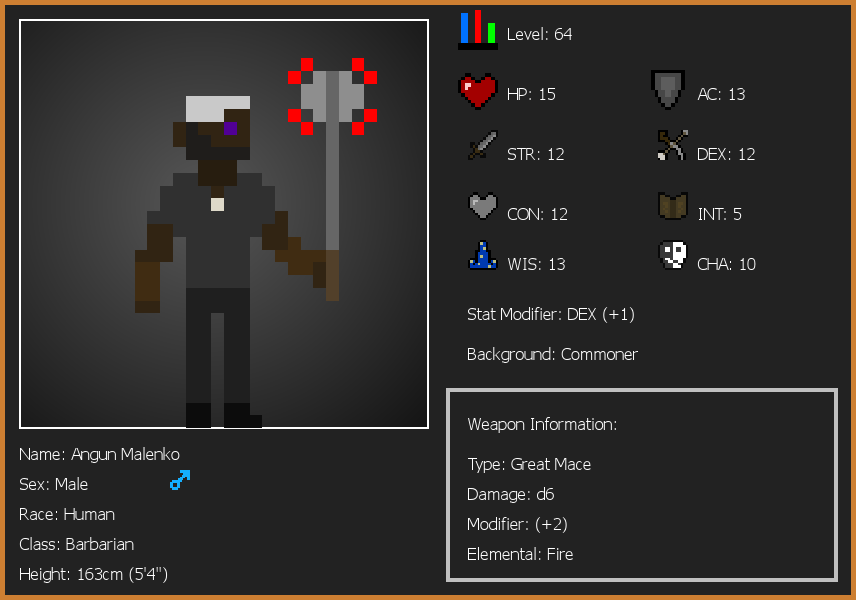 Level: 64
HP: 15
AC: 13
STR: 12
DEX: 12
CON: 12
INT: 5
WIS: 13
CHA: 10
Stat Modifier: DEX (+1)
Background: Commoner
Weapon Information:
Type: Great Mace
Damage: d6
Modifier: (+2)
Elemental: Fire
Name: Angun Malenko
Sex: Male
Race: Human
Class: Barbarian
Height: 163cm (5'4")